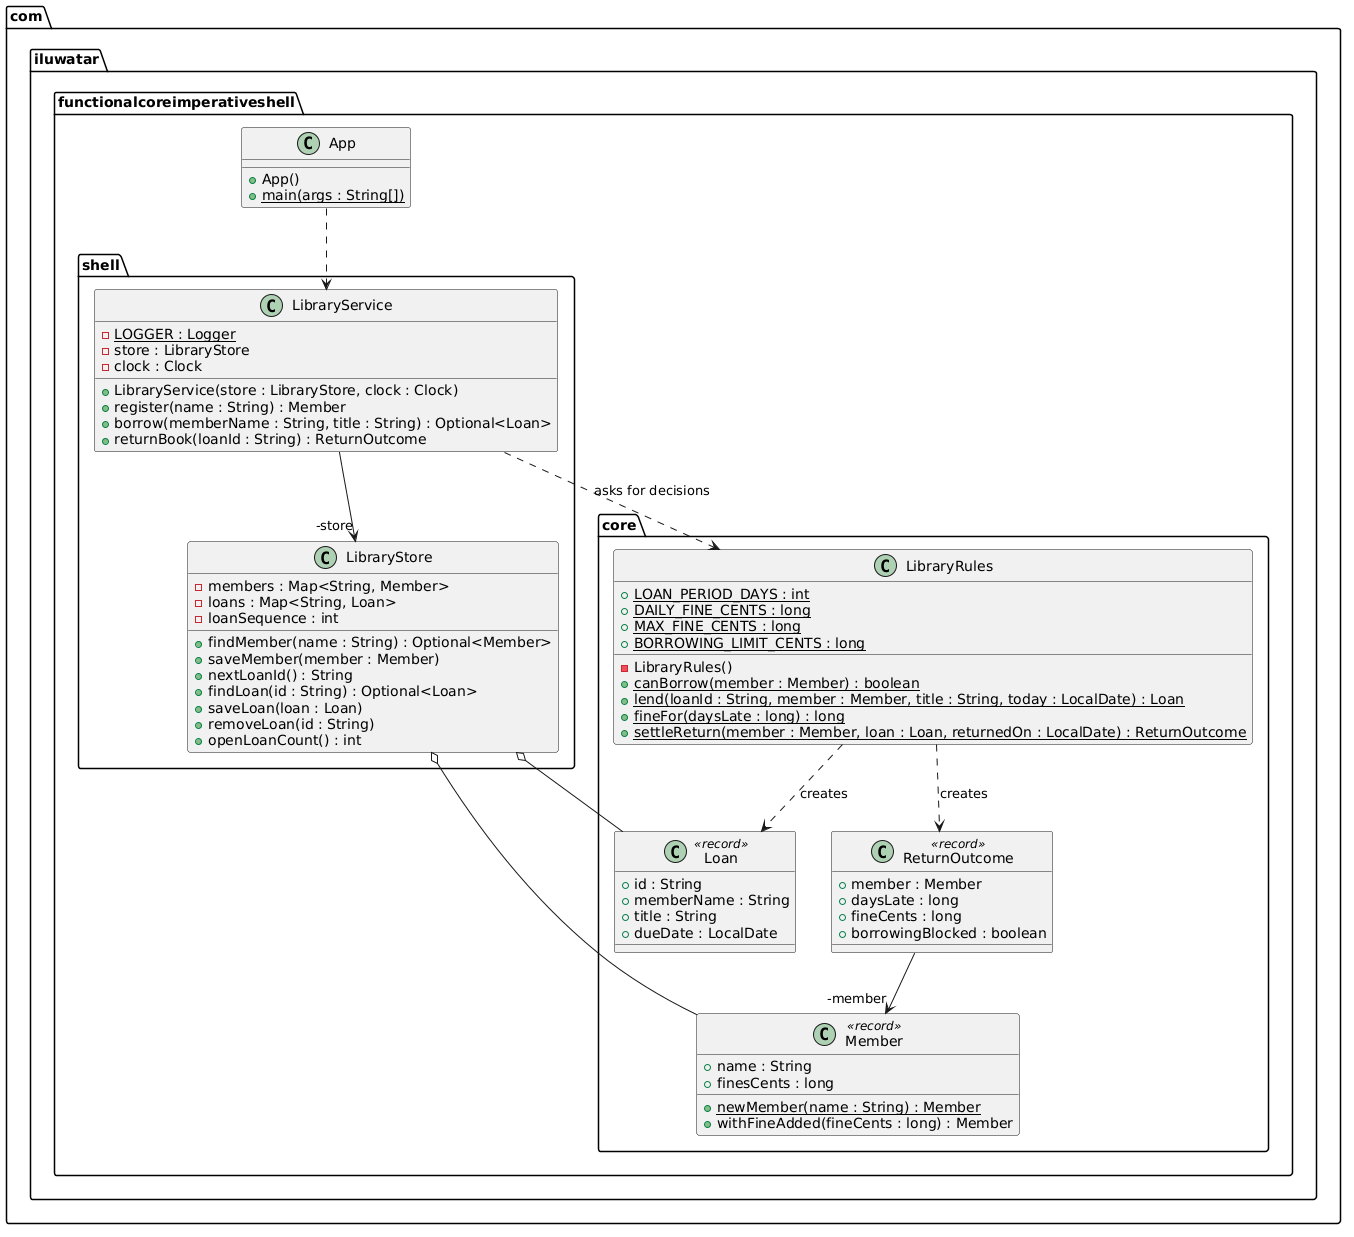 com
iluwatar
functionalcoreimperativeshell
C App
App()
main(args : String[])
shell
C LibraryService
LOGGER : Logger
store : LibraryStore
clock : Clock
LibraryService(store : LibraryStore, clock : Clock)
register(name : String) : Member
borrow(memberName : String, title : String) : Optional<Loan>
returnBook(loanId : String) : ReturnOutcome
asks for decisions
-store
C LibraryStore
members : Map<String, Member>
loans : Map<String, Loan>
loanSequence : int
findMember(name : String) : Optional<Member>
saveMember(member : Member)
nextLoanId() : String
findLoan(id : String) : Optional<Loan>
saveLoan(loan : Loan)
removeLoan(id : String)
openLoanCount() : int
core
C LibraryRules
LOAN_PERIOD_DAYS : int
DAILY_FINE_CENTS : long
MAX_FINE_CENTS : long
BORROWING_LIMIT_CENTS : long
LibraryRules()
canBorrow(member : Member) : boolean
lend(loanId : String, member : Member, title : String, today : LocalDate) : Loan
fineFor(daysLate : long) : long
settleReturn(member : Member, loan : Loan, returnedOn : LocalDate) : ReturnOutcome
creates
creates
«record»
C Loan
id : String
memberName : String
title : String
dueDate : LocalDate
«record»
C ReturnOutcome
member : Member
daysLate : long
fineCents : long
borrowingBlocked : boolean
-member
«record»
C Member
name : String
finesCents : long
newMember(name : String) : Member
withFineAdded(fineCents : long) : Member